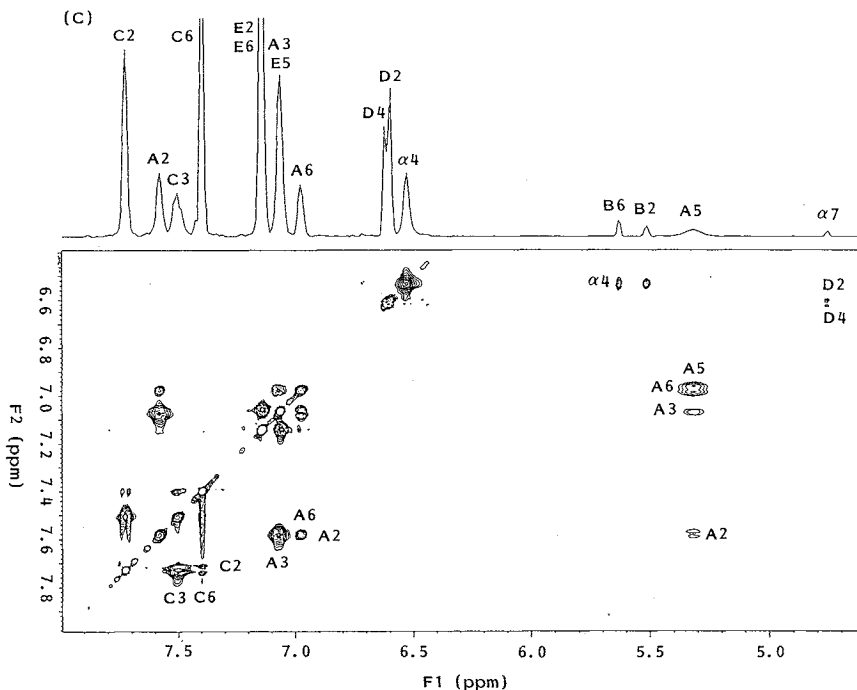 (C)
C2
C6
E2 A3
E6 E5
D2
D4
A2
C3
A6
α4
B6 B2 A5
α7
α4
D2
D4
A5
A6
A3
A6
A2
A2
A3
C2
C3 C6
6.6
6.8
7.0
7.2
7.4
7.6
7.8
F2 (ppm)
7.5 7.0 6.5 6.0 5.5 5.0
F1 (ppm)